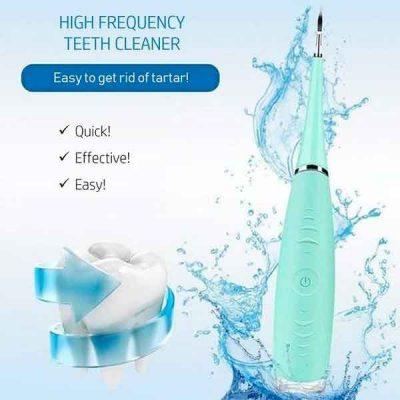 HIGH FREQUENCY
TEETH CLEANER
Easy to get rid of tartar!
✓ Quick!
✓ Effective!
✓ Easy!